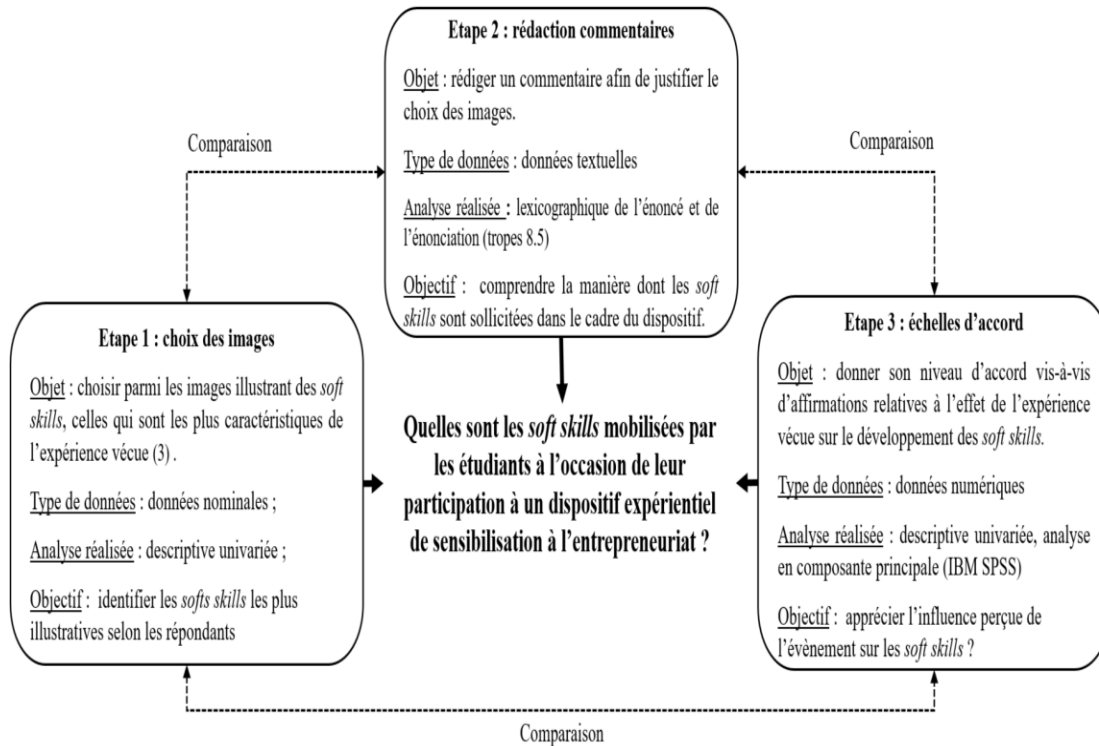 Etape 2 : rédaction commentaires
Objet : rédiger un commentaire afin de justifier le
choix des images.
Type de données : données textuelles
Analyse réalisée : lexicographique de l'énoncé et de
l'énonciation (tropes 8.5)
Objectif : comprendre la manière dont les soft
skills sont sollicitées dans le cadre du dispositif.
Comparaison
Comparaison
Etape 1 : choix des images
Objet : choisir parmi les images illustrant des soft
skills, celles qui sont les plus caractéristiques de
l'expérience vécue (3) .
Type de données : données nominales ;
Analyse réalisée : descriptive univariée ;
Objectif : identifier les softs skills les plus
illustratives selon les répondants
Quelles sont les soft skills mobilisées par
les étudiants à l'occasion de leur
participation à un dispositif expérientiel
de sensibilisation à l'entrepreneuriat ?
Etape 3 : échelles d'accord
Objet : donner son niveau d'accord vis-à-vis
d'affirmations relatives à l'effet de l'expérience
vécue sur le développement des soft skills.
Type de données : données numériques
Analyse réalisée : descriptive univariée, analyse
en composante principale (IBM SPSS)
Objectif : apprécier l'influence perçue de
l'évènement sur les soft skills ?
Comparaison